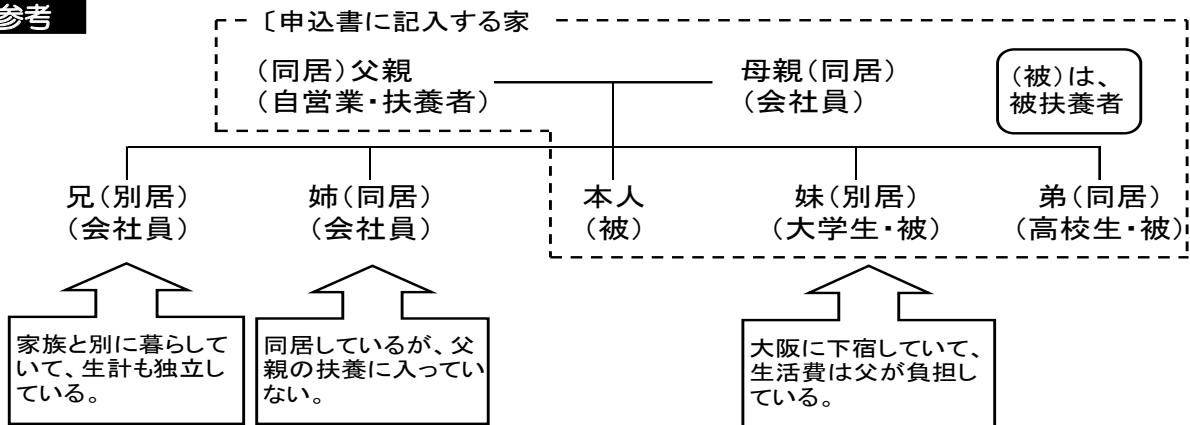 参考
〔申込書に記入する家
(同居)父親
(自営業・扶養者)
母親(同居)
(会社員)
(被)は、
被扶養者
兄(別居)
(会社員)
姉(同居)
(会社員)
本人
(被)
妹(別居)
(大学生・被)
弟(同居)
(高校生・被)
家族と別に暮らして
いて、生計も独立し
ている。
同居しているが、父
親の扶養に入ってい
ない。
大阪に下宿していて、
生活費は父が負担し
ている。